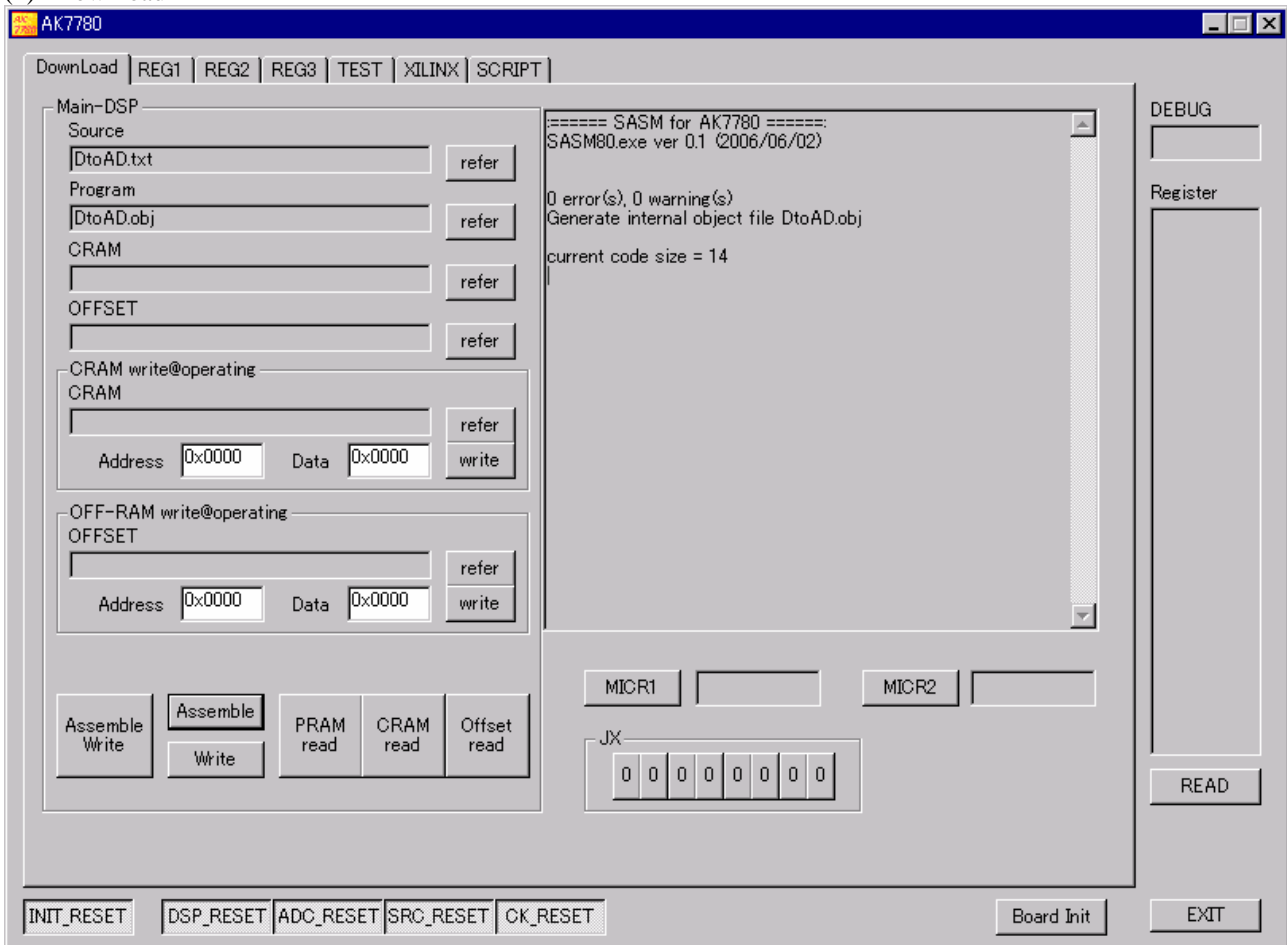 AK7780
DownLoad REG1 REG2 REG3 TEST XILINX SCRIPT
Main-DSP
Source
DtoAD.txt refer
Program
DtoAD.obj refer
CRAM
refer
OFFSET
refer
CRAM write@operating
CRAM
refer
Address 0x0000 Data 0x0000 write
OFF-RAM write@operating
OFFSET
refer
Address 0x0000 Data 0x0000 write
Assemble
Write
Assemble
Write
PRAM
read
CRAM
read
Offset
read
:====== SASM for AK7780 ======:
SASM80.exe ver 0.1 (2006/06/02)
0 error(s), 0 warning(s)
Generate internal object file DtoAD.obj
current code size = 14
MICR1 MICR2
JX
0 0 0 0 0 0 0 0
DEBUG
Register
READ
INIT_RESET DSP_RESET ADC_RESET SRC_RESET CK_RESET Board Init EXIT